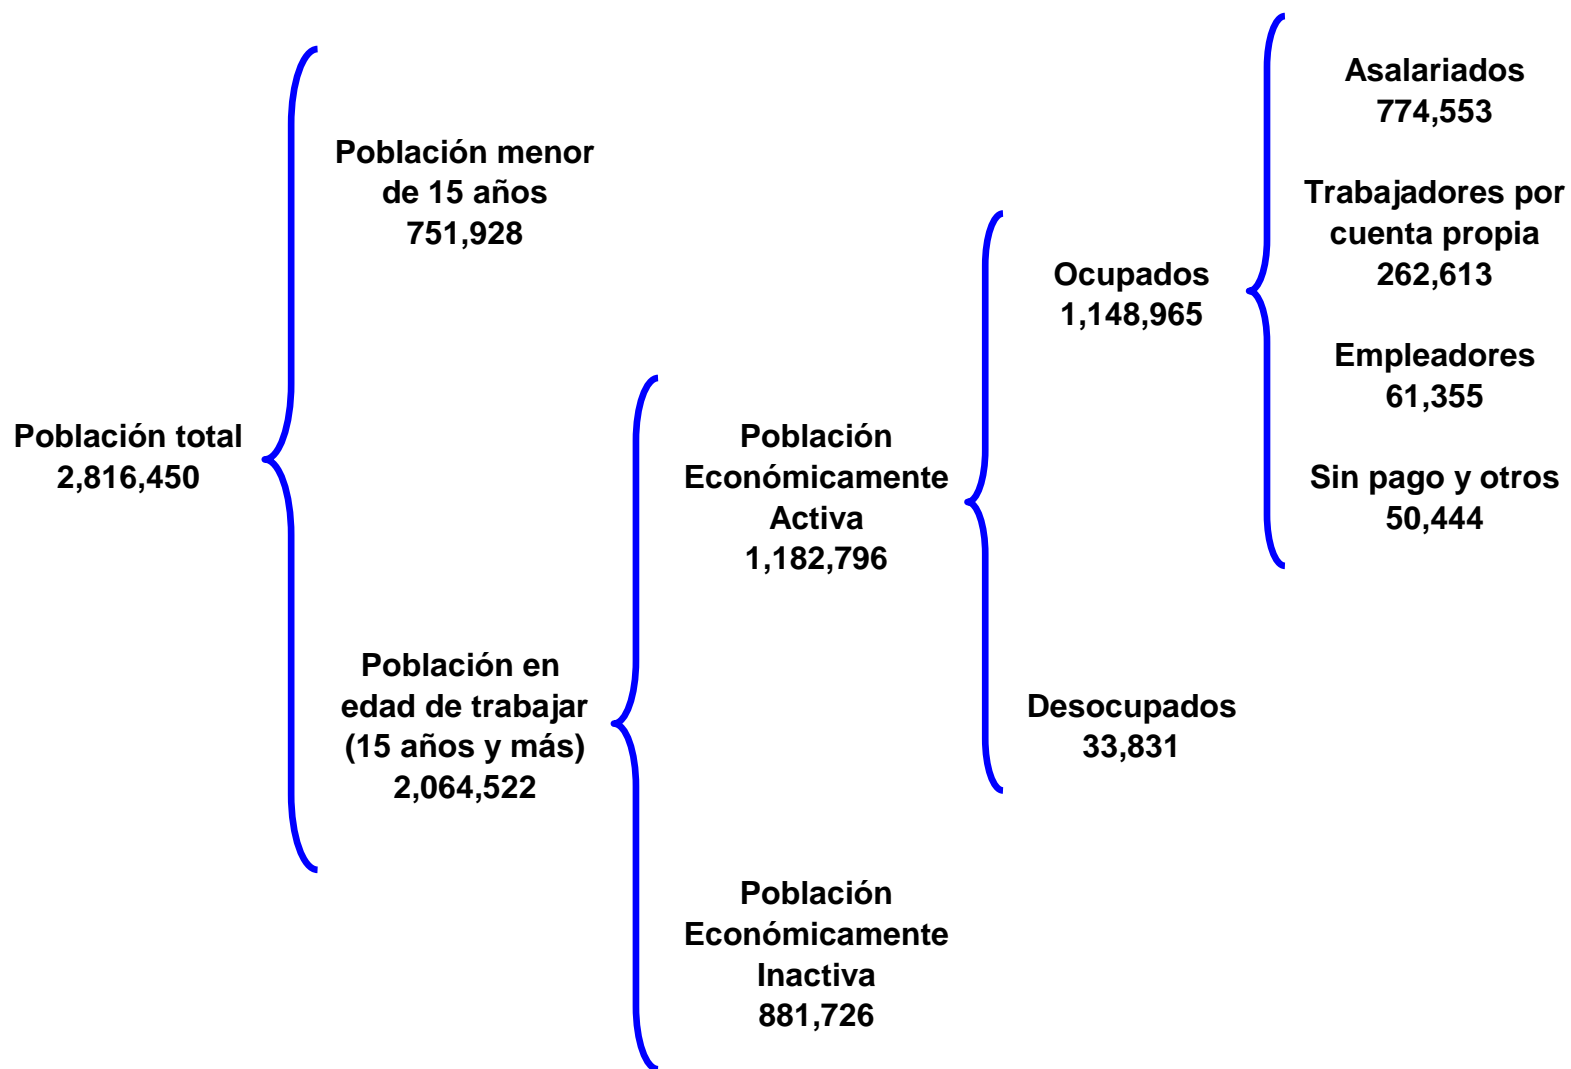 Población total
2,816,450
Población menor
de 15 años
751,928
Población en
edad de trabajar
(15 años y más)
2,064,522
Población
Económicamente
Activa
1,182,796
Población
Económicamente
Inactiva
881,726
Ocupados
1,148,965
Desocupados
33,831
Asalariados
774,553
Trabajadores por
cuenta propia
262,613
Empleadores
61,355
Sin pago y otros
50,444